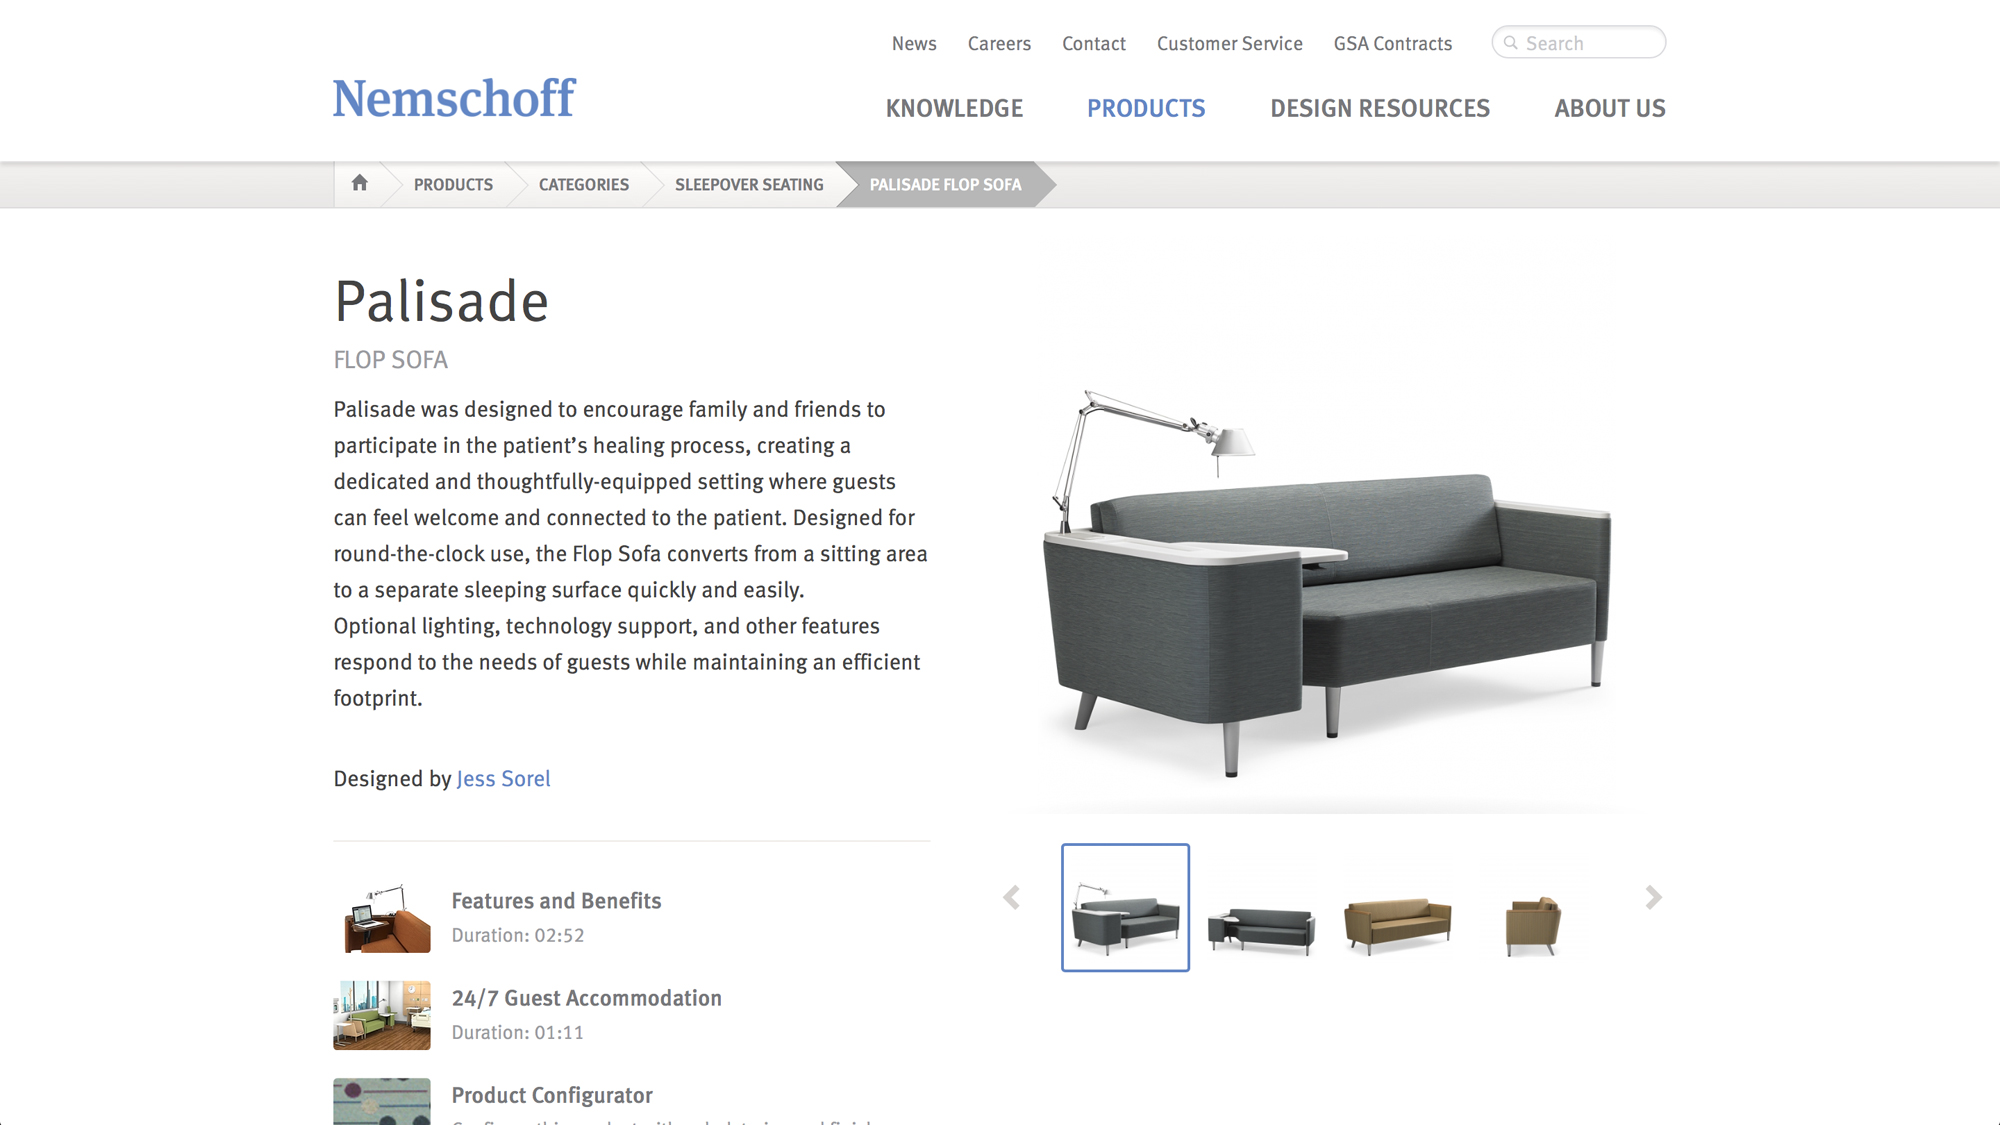 News Careers Contact Customer Service GSA Contracts Search
Nemschoff
KNOWLEDGE PRODUCTS DESIGN RESOURCES ABOUT US
PRODUCTS CATEGORIES SLEEPOVER SEATING PALISADE FLOP SOFA
Palisade
FLOP SOFA
Palisade was designed to encourage family and friends to
participate in the patient’s healing process, creating a
dedicated and thoughtfully-equipped setting where guests
can feel welcome and connected to the patient. Designed for
round-the-clock use, the Flop Sofa converts from a sitting area
to a separate sleeping surface quickly and easily.
Optional lighting, technology support, and other features
respond to the needs of guests while maintaining an efficient
footprint.
Designed by Jess Sorel
Features and Benefits
Duration: 02:52
24/7 Guest Accommodation
Duration: 01:11
Product Configurator